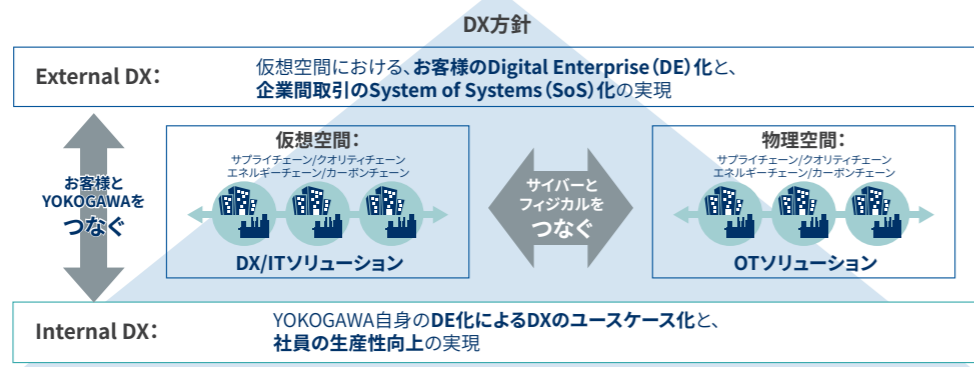 DX方針
External DX：
仮想空間における、お客様のDigital Enterprise（DE）化と、
企業間取引のSystem of Systems（SoS）化の実現
お客様と
YOKOGAWAを
つなぐ
仮想空間：
サプライチェーン/クオリティチェーン
エネルギーチェーン/カーボンチェーン
DX/ITソリューション
サイバーと
フィジカルを
つなぐ
物理空間：
サプライチェーン/クオリティチェーン
エネルギーチェーン/カーボンチェーン
OTソリューション
Internal DX：
YOKOGAWA自身のDE化によるDXのユースケース化と、
社員の生産性向上の実現